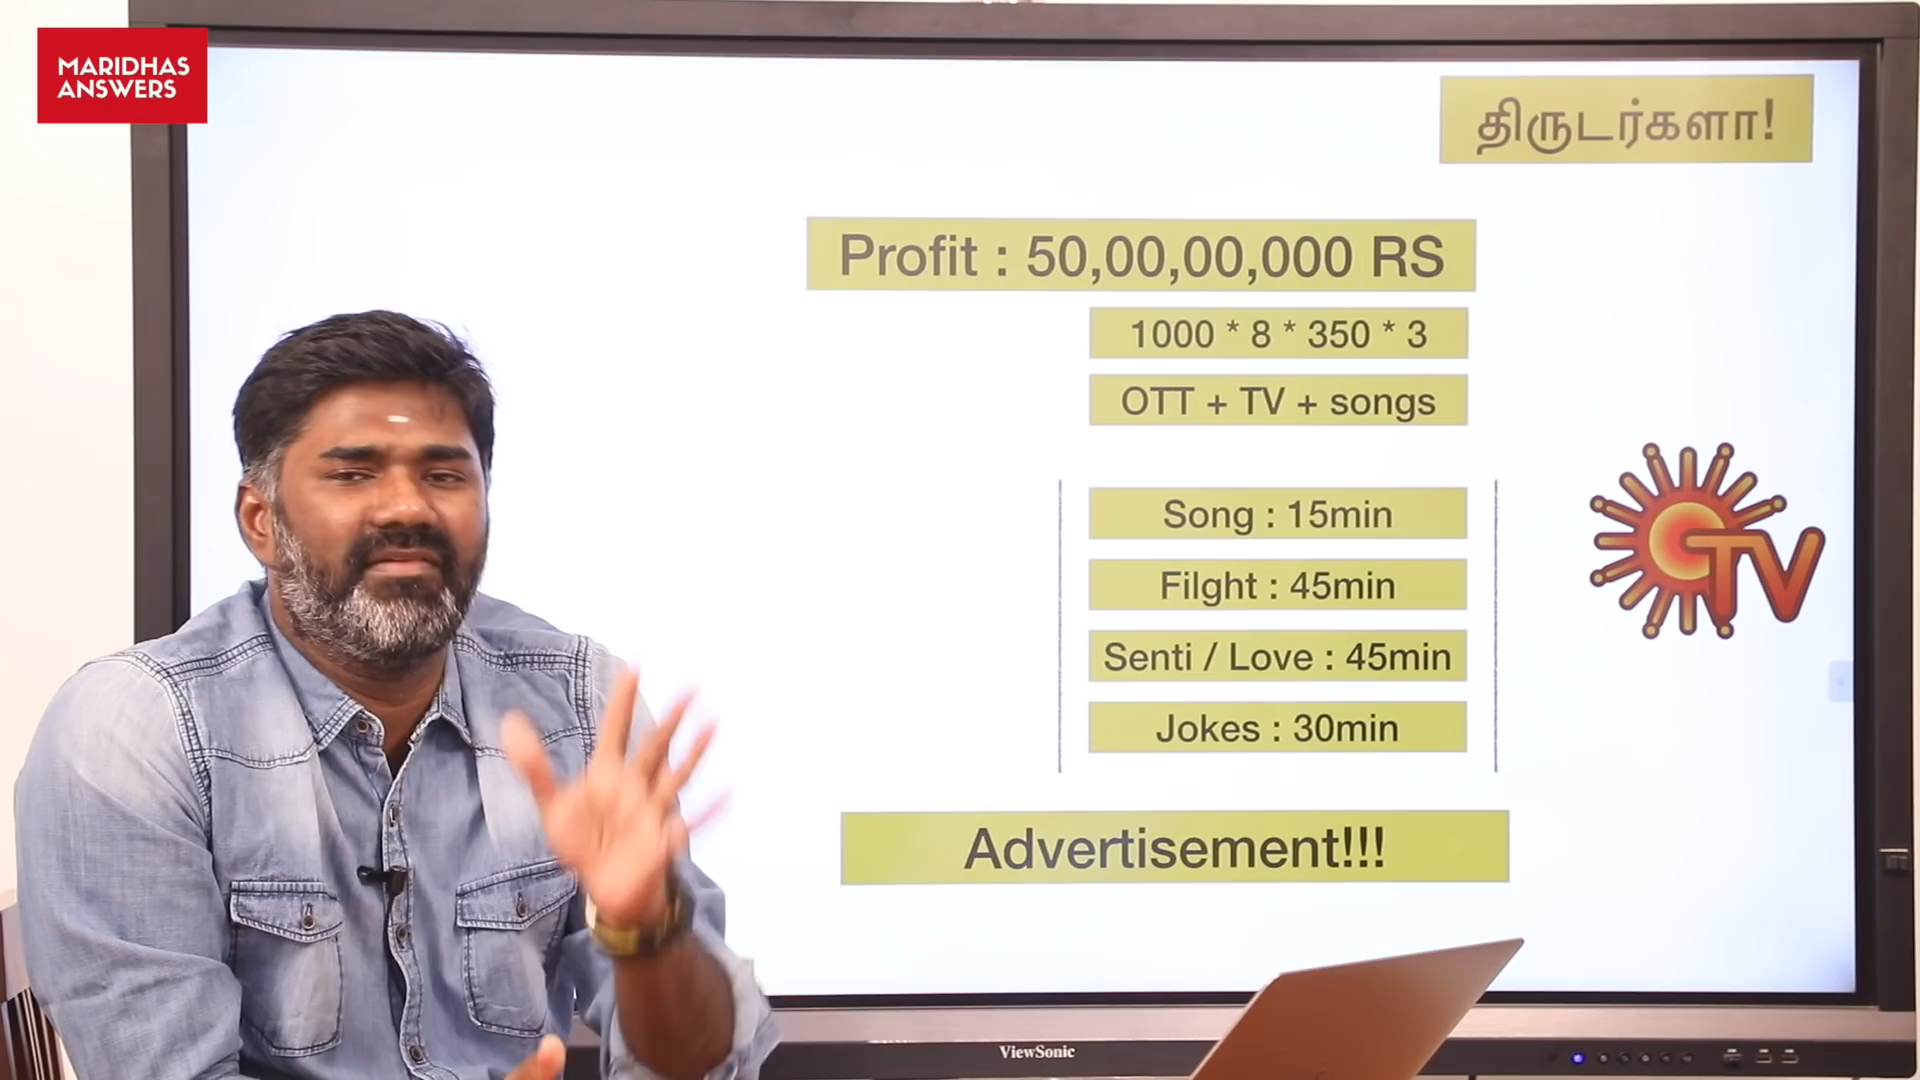 MARIDHAS
ANSWERS
திருடர்களா!
Profit : 50,00,00,000 RS
1000 * 8 * 350 * 3
OTT + TV + songs
Song : 15min
Filght : 45min
Senti / Love : 45min
Jokes : 30min
TV
Advertisement!!!
ViewSonic